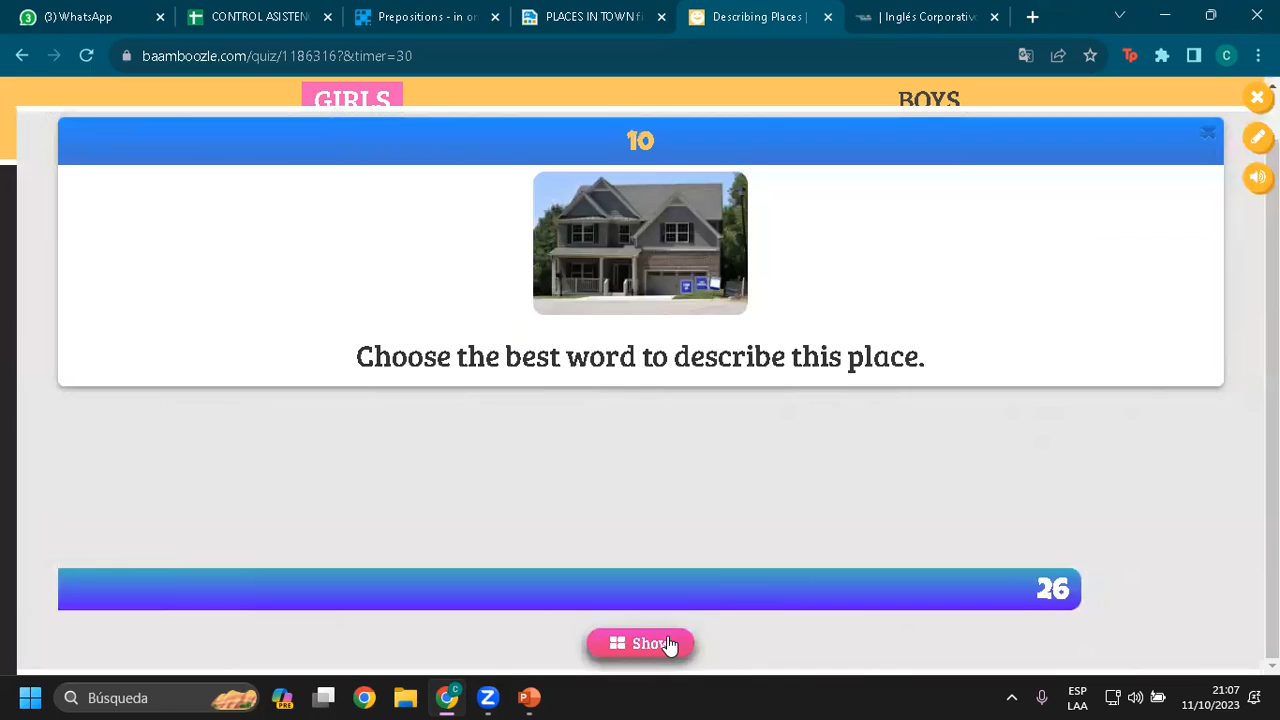 (3) WhatsApp
CONTROL ASISTEN
Prepositions - in o
PLACES IN TOWN f
Describing Places |
| Inglés Corporativ
baamboozle.com/quiz/1186316?&timer=30
C
GIRLS
BOYS
10
Choose the best word to describe this place.
26
Show
Búsqueda
PRE
C
ESP
LAA
21:07
11/10/2023